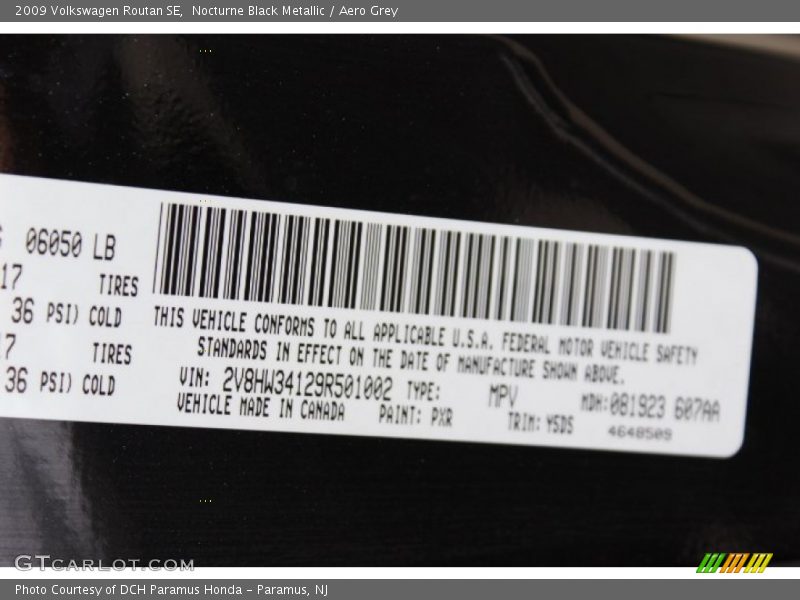 2009 Volkswagen Routan SE,  Nocturne Black Metallic / Aero Grey
06050 LB
17 TIRES
36 PSI) COLD
7 TIRES
36 PSI) COLD
THIS VEHICLE CONFORMS TO ALL APPLICABLE U.S.A. FEDERAL MOTOR VEHICLE SAFETY
STANDARDS IN EFFECT ON THE DATE OF MANUFACTURE SHOWN ABOVE.
VIN: 2V8HW34129R501002 TYPE: MPV MDH:081923 607AA
VEHICLE MADE IN CANADA PAINT: PXR TRIM: Y5DS 4648509
GTCARLOT.COM
Photo Courtesy of DCH Paramus Honda - Paramus, NJ